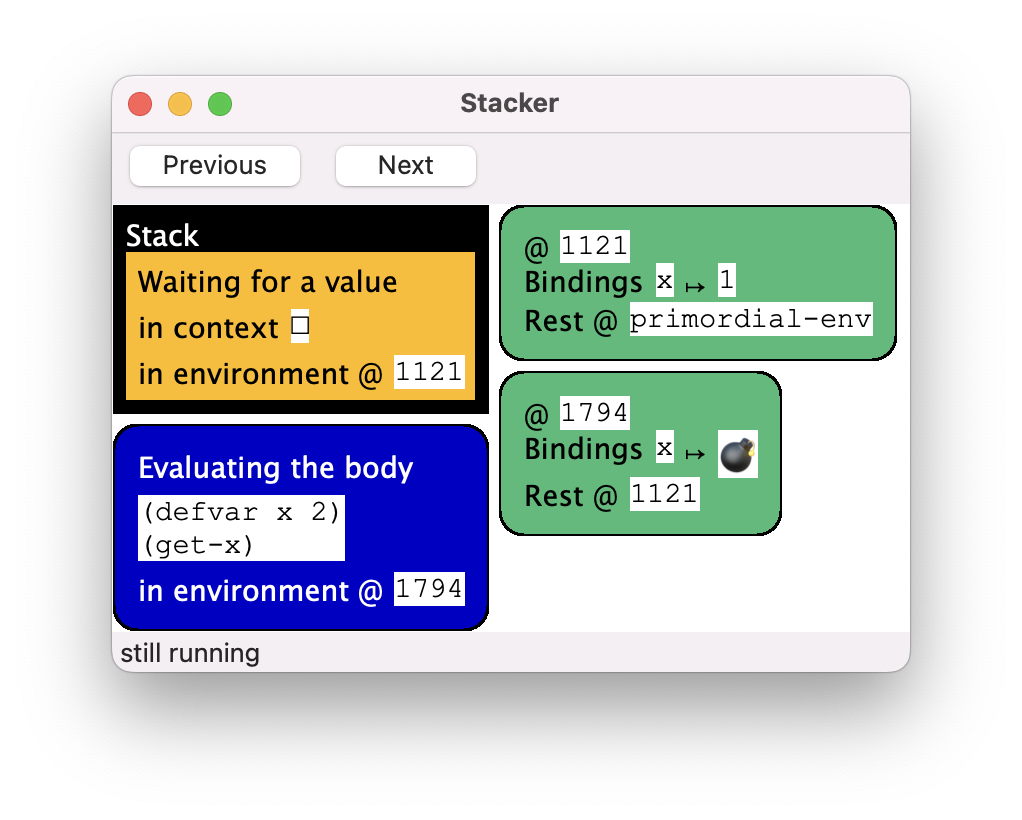 Stacker
Previous Next
Stack
Waiting for a value
in context □
in environment @ 1121
Evaluating the body
(defvar x 2)
(get-x)
in environment @ 1794
@ 1121
Bindings x ↦ 1
Rest @ primordial-env
@ 1794
Bindings x ↦ 💣
Rest @ 1121
still running